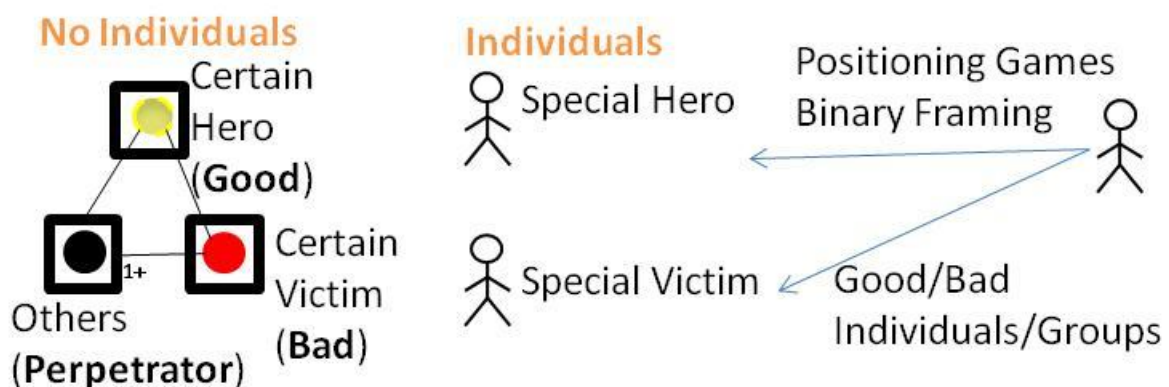 No Individuals
Certain
Hero
(Good)
1+
Others
(Perpetrator)
Certain
Victim
(Bad)
Individuals
Special Hero
Special Victim
Positioning Games
Binary Framing
Good/Bad
Individuals/Groups